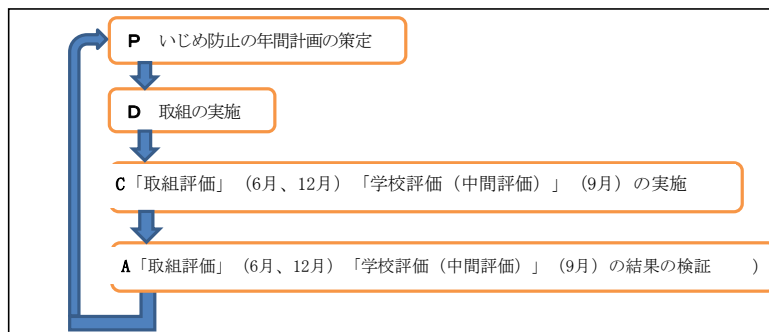 P いじめ防止の年間計画の策定
D 取組の実施
C「取組評価」（6月、12月）「学校評価（中間評価）」（9月）の実施
A「取組評価」（6月、12月）「学校評価（中間評価）」（9月）の結果の検証　　）